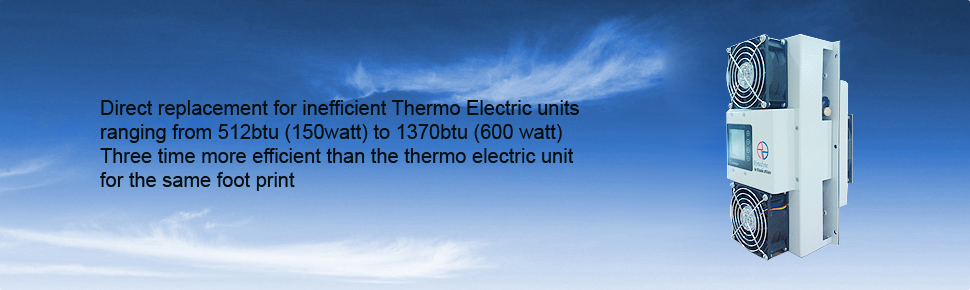 Direct replacement for inefficient Thermo Electric units
ranging from 512btu (150watt) to 1370btu (600 watt)
Three time more efficient than the thermo electric unit
for the same foot print